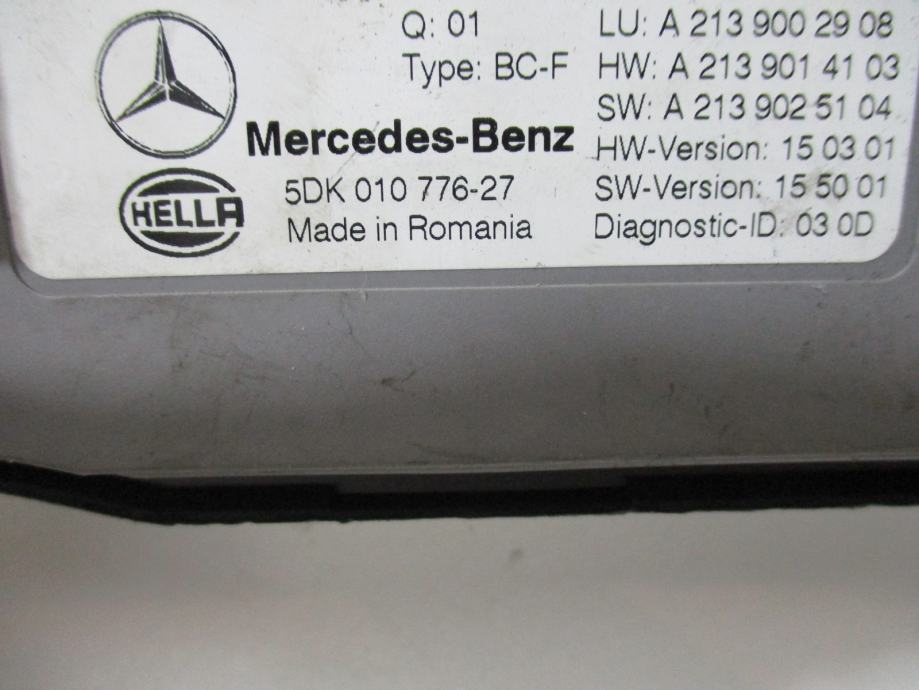 Q: 01
Type: BC-F
Mercedes-Benz
HELLA
5DK 010 776-27
Made in Romania
LU: A 213 900 29 08
HW: A 213 901 41 03
SW: A 213 902 51 04
HW-Version: 15 03 01
SW-Version: 15 50 01
Diagnostic-ID: 03 0D